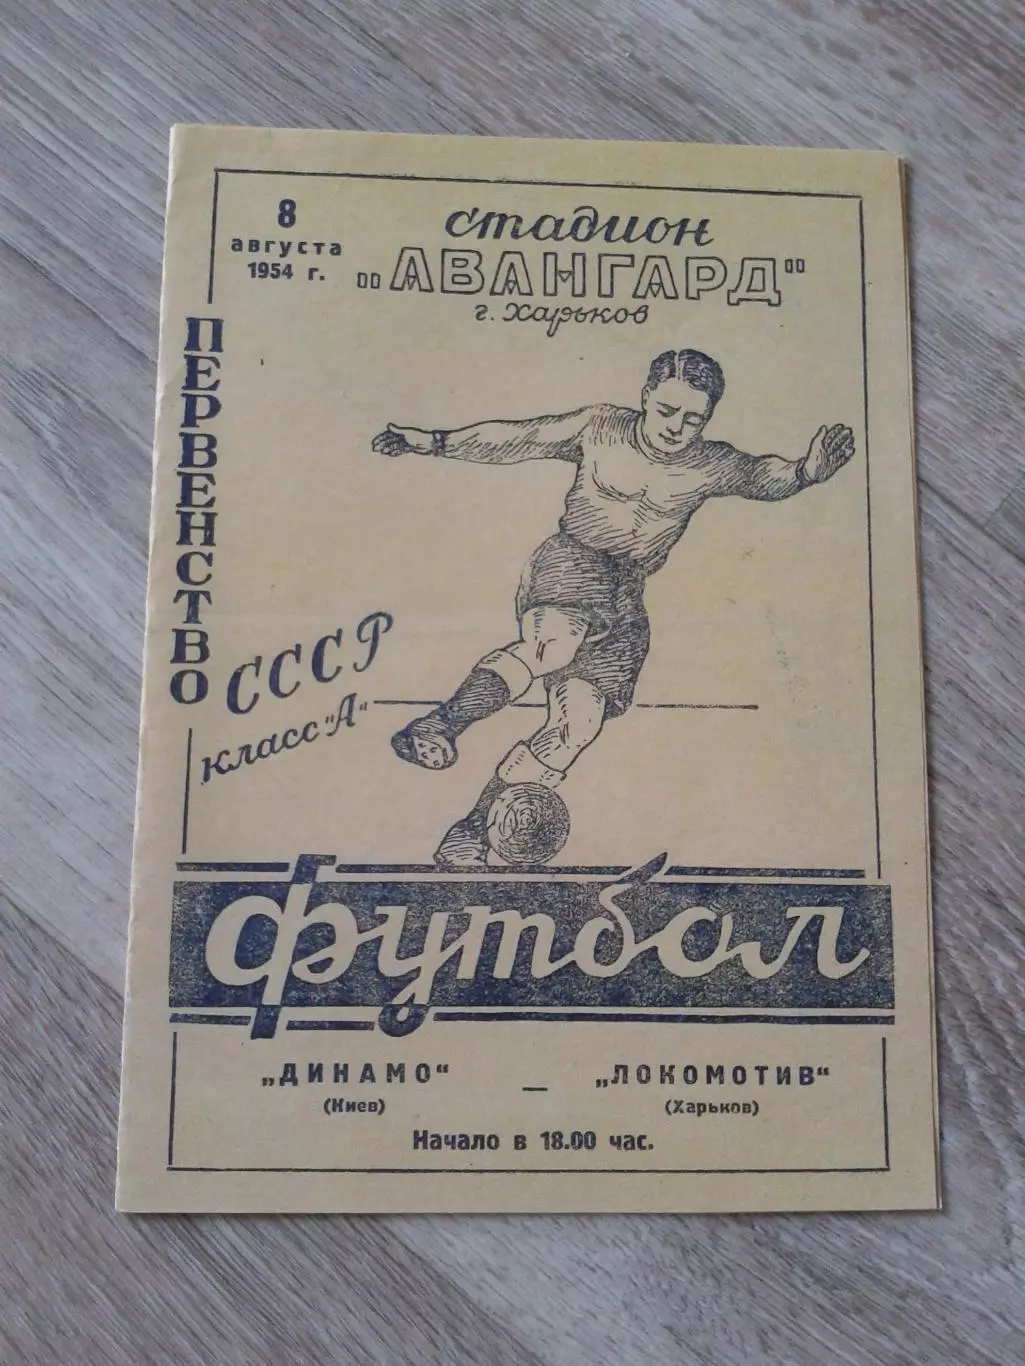 8
августа
1954 г.
стадион
„АВАНГАРД"
г. Харьков
ПЕРВЕНСТВО
СССР
класс „А"
футбол
„ДИНАМО" — „ЛОКОМОТИВ"
(Киев) (Харьков)
Начало в 18.00 час.